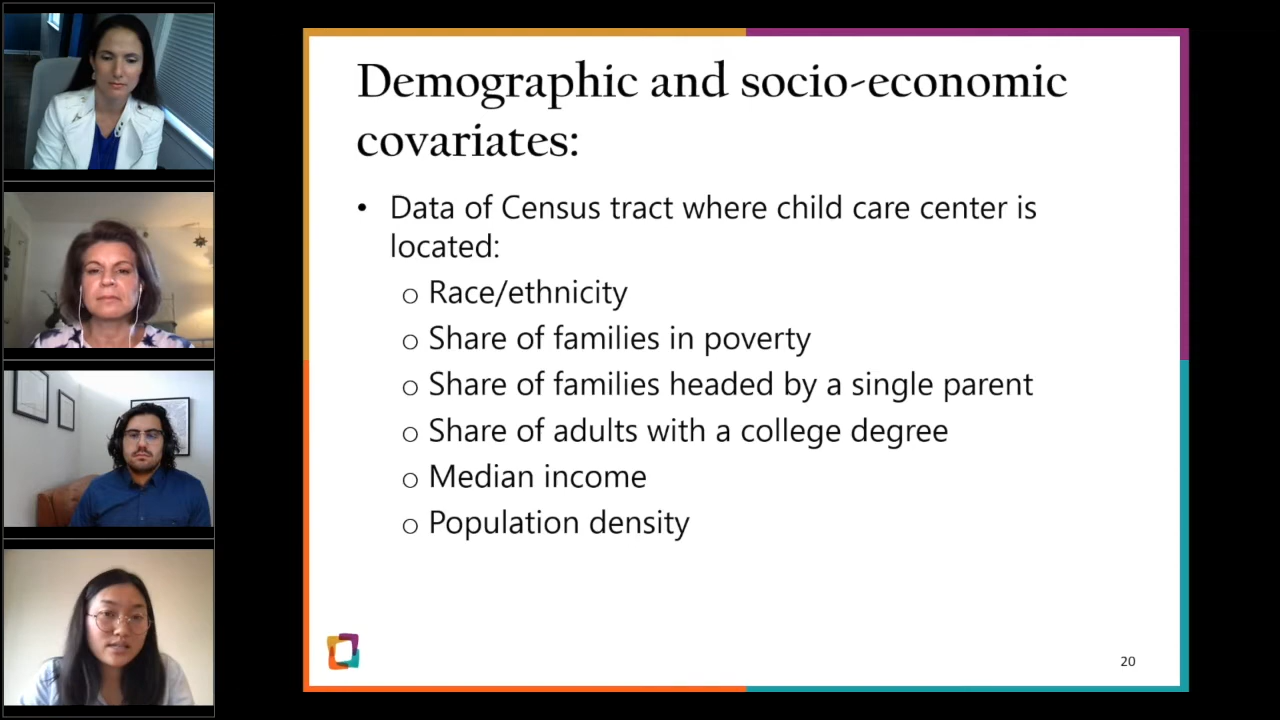 Demographic and socio-economic
covariates:
• Data of Census tract where child care center is
located:
o Race/ethnicity
o Share of families in poverty
o Share of families headed by a single parent
o Share of adults with a college degree
o Median income
o Population density
20